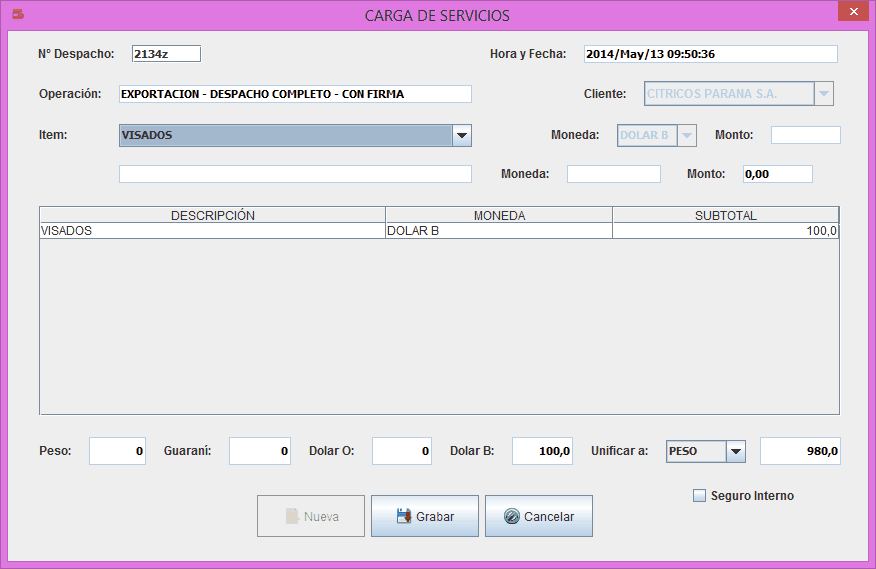 CARGA DE SERVICIOS
Nº Despacho: 2134z Hora y Fecha: 2014/May/13 09:50:36
Operación: EXPORTACION - DESPACHO COMPLETO - CON FIRMA Cliente: CITRICOS PARANA S.A.
Item: VISADOS Moneda: DOLAR B Monto:
Moneda: Monto: 0,00
DESCRIPCIÓN MONEDA SUBTOTAL
VISADOS DOLAR B 100,0
Peso: 0 Guaraní: 0 Dolar O: 0 Dolar B: 100,0 Unificar a: PESO 980,0
Seguro Interno
Nueva Grabar Cancelar